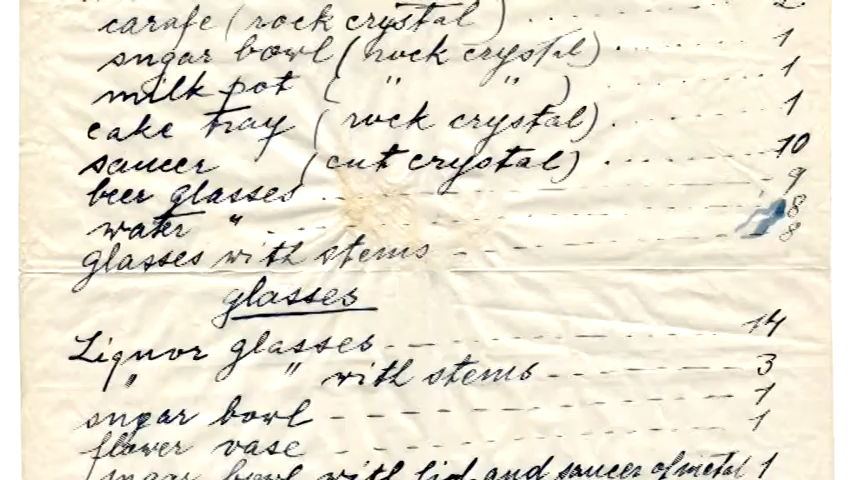 carafe (rock crystal) . . . . . . 2
sugar bowl (rock crystal) . . . . 1
milk pot ( " " ) . . . . 1
cake tray (rock crystal) . . . . 1
saucer (cut crystal) . . . . 10
beer glasses - - - - 9
water " - - - - 8
glasses with stems - - - - 8
glasses
Liquor glasses - - - - 14
" " with stems - - - - 3
sugar bowl - - - - 1
flower vase - - - - 1
sugar bowl with lid and saucer of metal 1